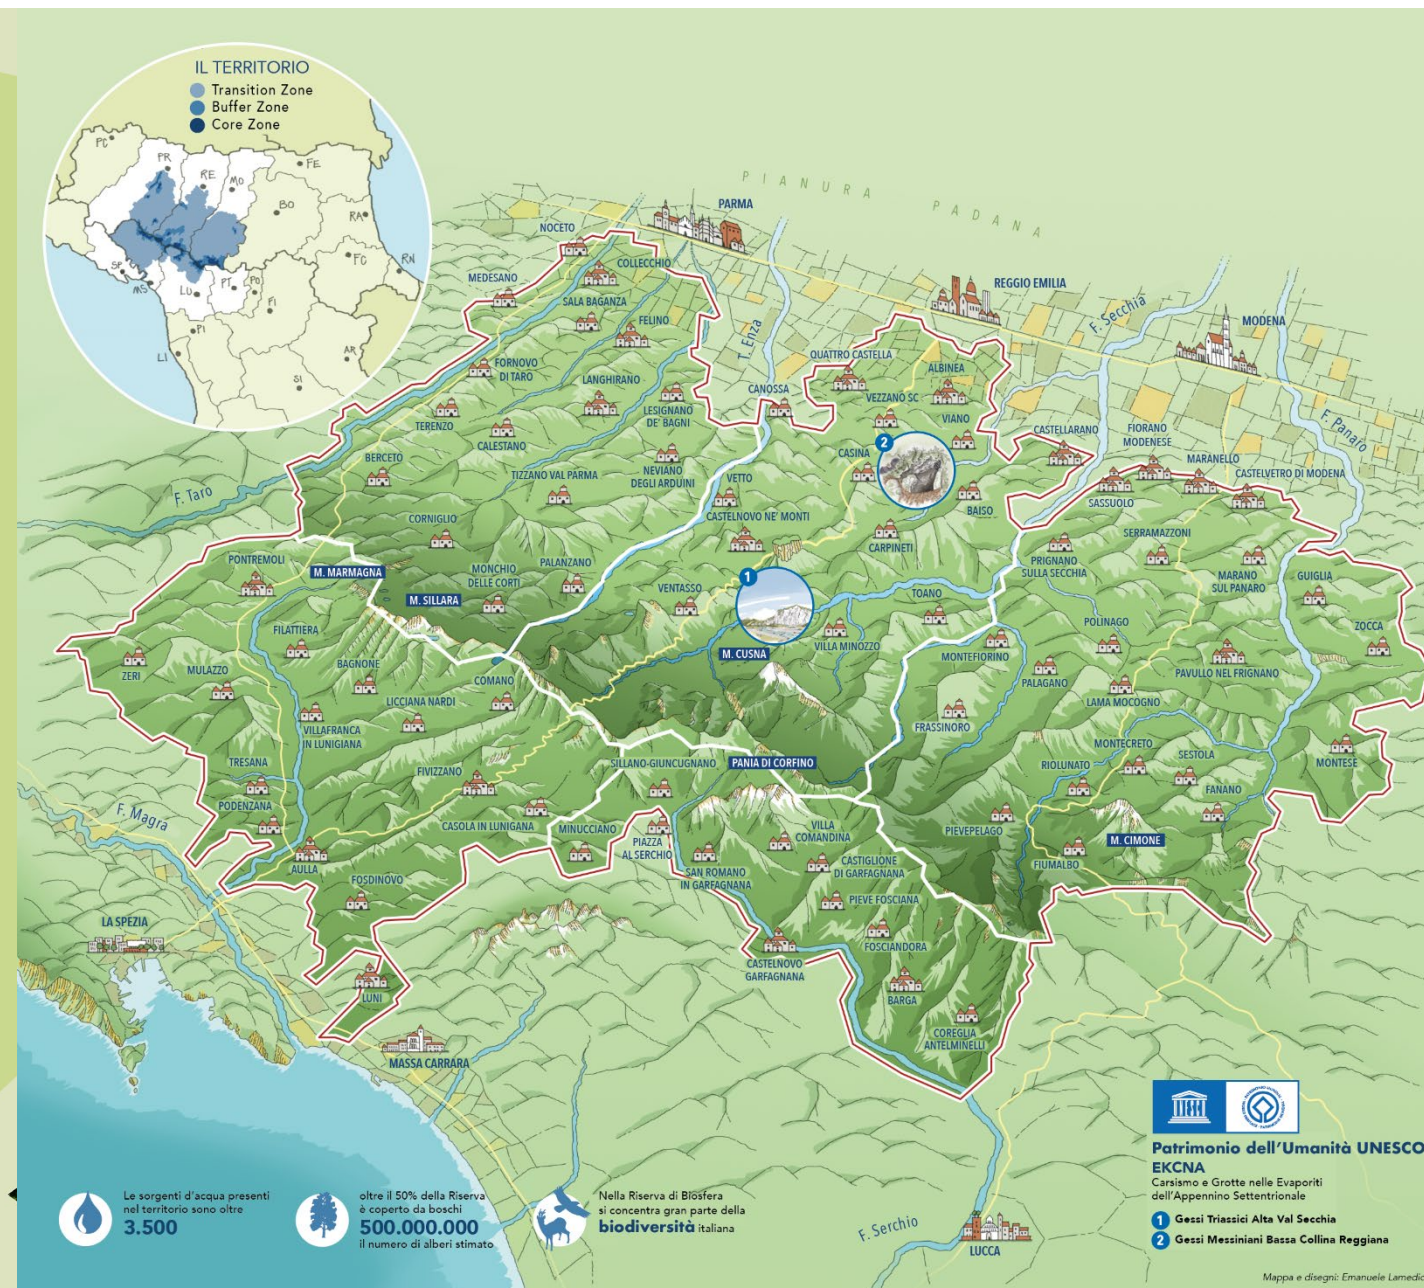 IL TERRITORIO
Transition Zone
Buffer Zone
Core Zone
PC
PR
RE
MO
FE
BO
RA
FC
RN
SP
MS
LU
PT
PO
FI
PI
LI
AR
SI
PIANURA
PADANA
PARMA
NOCETO
COLLECCHIO
MEDESANO
SALA BAGANZA
FELINO
REGGIO EMILIA
F. Secchia
MODENA
T. Enza
QUATTRO CASTELLA
ALBINEA
FORNOVO
DI TARO
LANGHIRANO
CANOSSA
VEZZANO SC
LESIGNANO
DE' BAGNI
VIANO
F. Panaro
TERENZO
CALESTANO
CASTELLARANO
FIORANO
MODENESE
2
BERCETO
CASINA
MARANELLO
TIZZANO VAL PARMA
NEVIANO
DEGLI ARDUINI
VETTO
CASTELVETRO DI MODENA
F. Taro
BAISO
SASSUOLO
CORNIGLIO
CASTELNOVO NE' MONTI
SERRAMAZZONI
CARPINETI
PONTREMOLI
M. MARMAGNA
MONCHIO
DELLE CORTI
PALANZANO
PRIGNANO
SULLA SECCHIA
MARANO
SUL PANARO
GUIGLIA
1
M. SILLARA
VENTASSO
TOANO
POLINAGO
ZOCCA
FILATTIERA
VILLA MINOZZO
M. CUSNA
MONTEFIORINO
ZERI
MULAZZO
BAGNONE
COMANO
PALAGANO
PAVULLO NEL FRIGNANO
LICCIANA NARDI
LAMA MOCOGNO
VILLAFRANCA
IN LUNIGIANA
FRASSINORO
MONTECRETO
SESTOLA
TRESANA
FIVIZZANO
SILLANO-GIUNCUGNANO
PANIA DI CORFINO
RIOLUNATO
MONTESE
PODENZANA
FANANO
F. Magra
CASOLA IN LUNIGANA
MINUCCIANO
PIAZZA
AL SERCHIO
VILLA
COMANDINA
PIEVEPELAGO
M. CIMONE
AULLA
CASTIGLIONE
DI GARFAGNANA
FIUMALBO
FOSDINOVO
SAN ROMANO
IN GARFAGNANA
PIEVE FOSCIANA
LA SPEZIA
FOSCIANDORA
CASTELNOVO
GARFAGNANA
LUNI
BARGA
COREGLIA
ANTELMINELLI
MASSA CARRARA
F. Serchio
LUCCA
Le sorgenti d'acqua presenti
nel territorio sono oltre
3.500
oltre il 50% della Riserva
è coperto da boschi
500.000.000
il numero di alberi stimato
Nella Riserva di Biosfera
si concentra gran parte della
biodiversità italiana
Patrimonio dell'Umanità UNESCO
EKCNA
Carsismo e Grotte nelle Evaporiti
dell'Appennino Settentrionale
1 Gessi Triassici Alta Val Secchia
2 Gessi Messiniani Bassa Collina Reggiana
Mappa e disegni: Emanuele